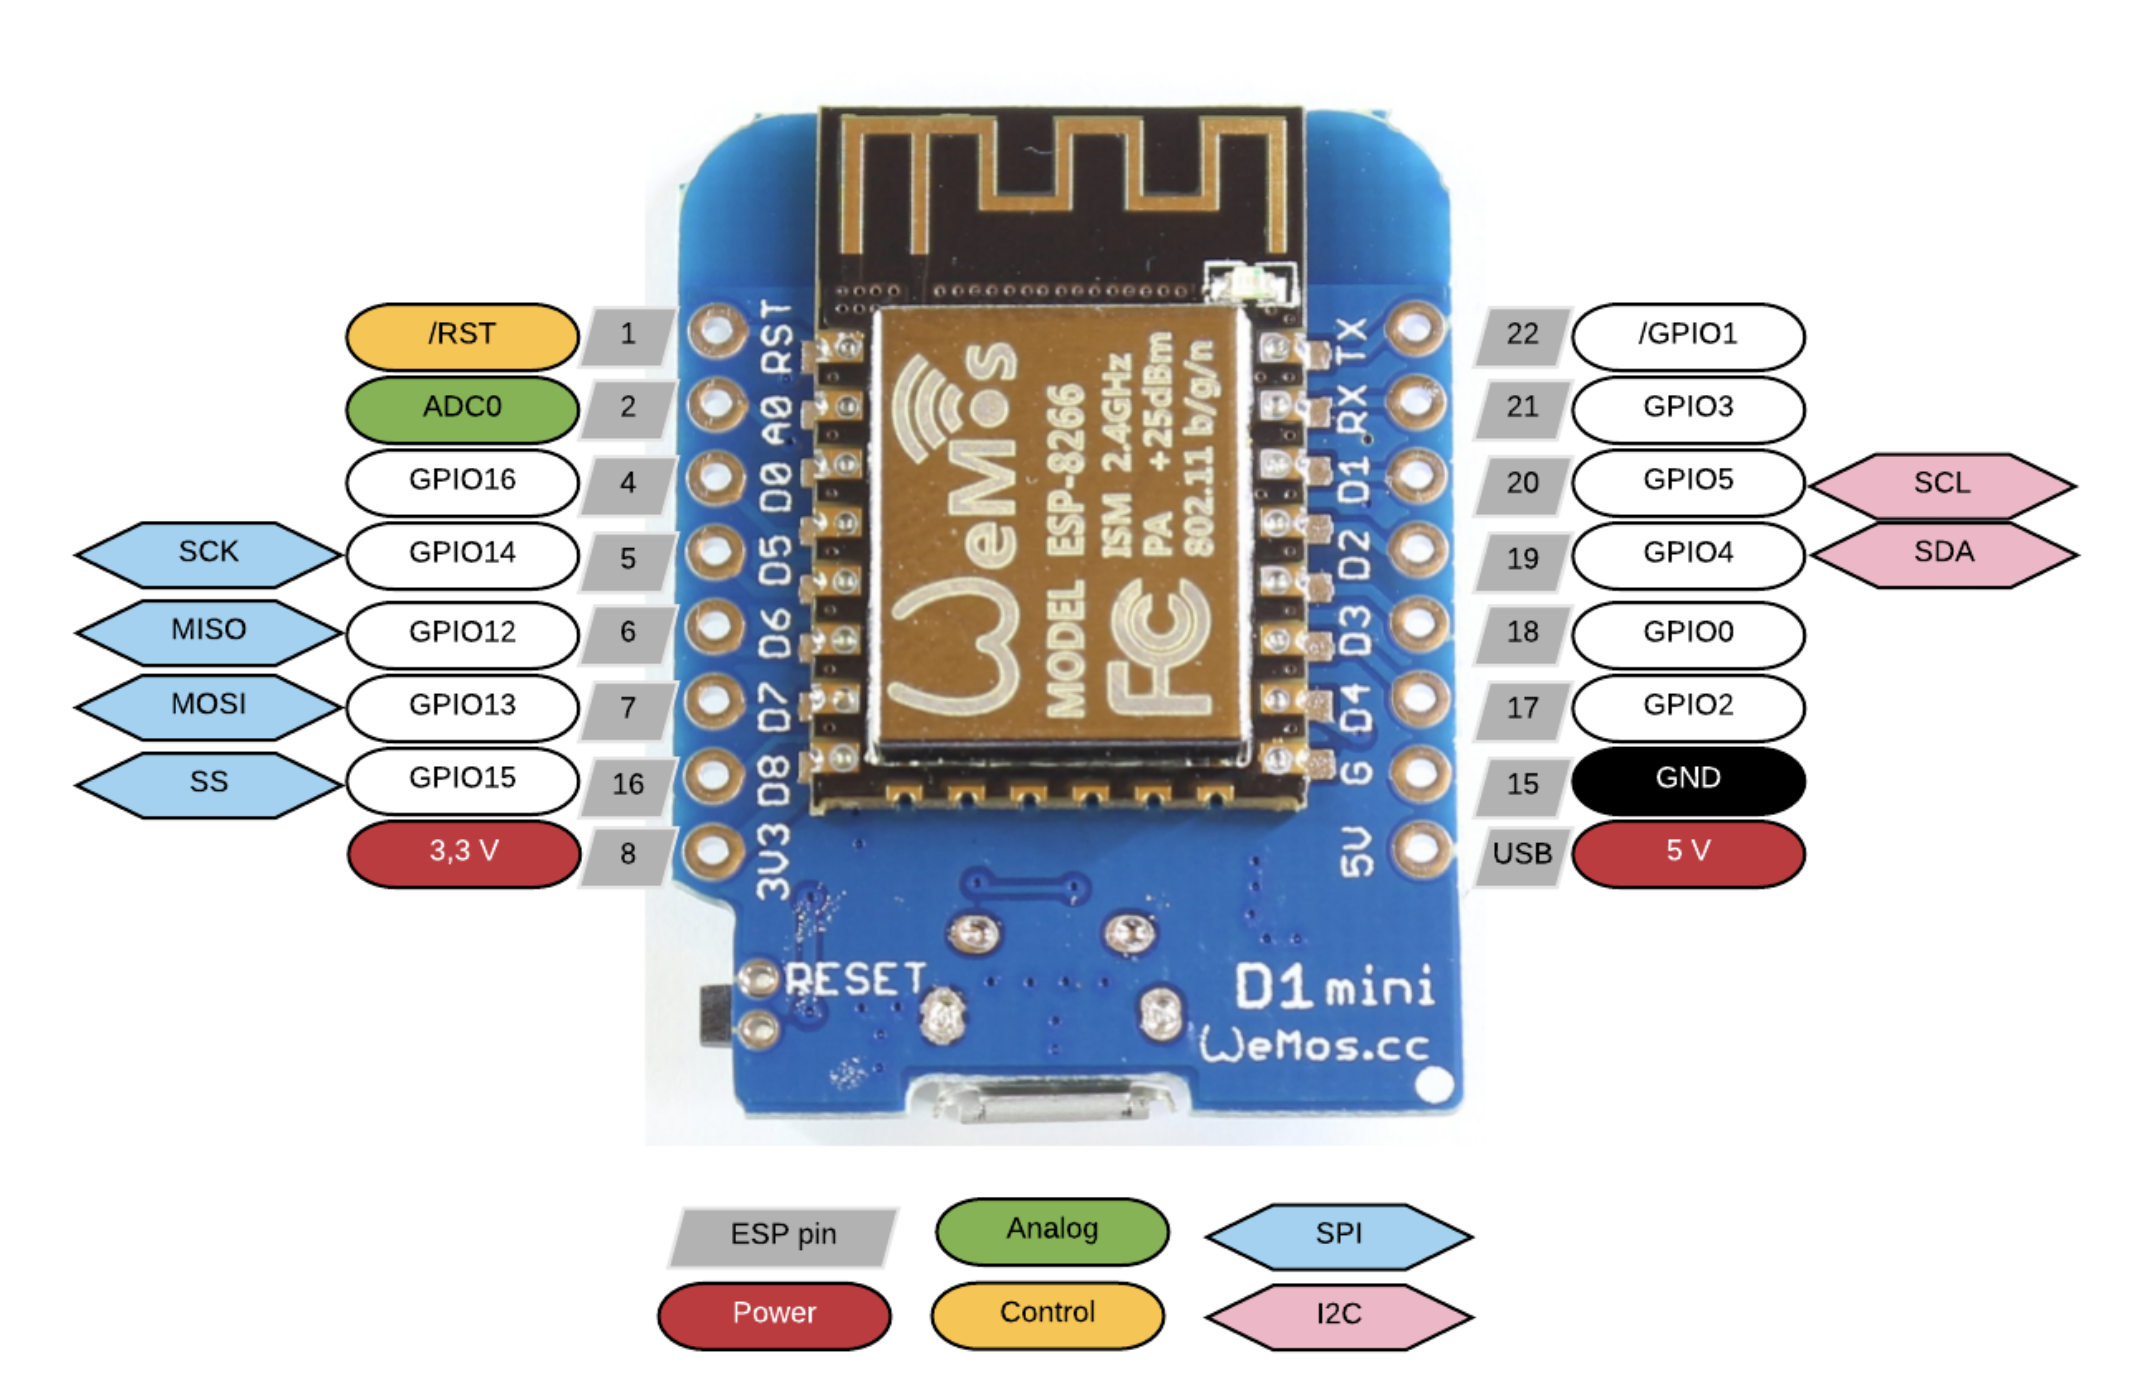 /RST 1 RST
ADC0 2 A0
GPIO16 4 D0
SCK GPIO14 5 D5
MISO GPIO12 6 D6
MOSI GPIO13 7 D7
SS GPIO15 16 D8
3,3 V 8 3V3
WeMos
MODEL ESP-8266
ISM 2.4GHz
PA +25dBm
802.11 b/g/n
FC
TX 22 /GPIO1
RX 21 GPIO3
D1 20 GPIO5 SCL
D2 19 GPIO4 SDA
D3 18 GPIO0
D4 17 GPIO2
G 15 GND
5V USB 5 V
RESET
D1 mini
WeMos.cc
ESP pin Analog SPI
Power Control I2C